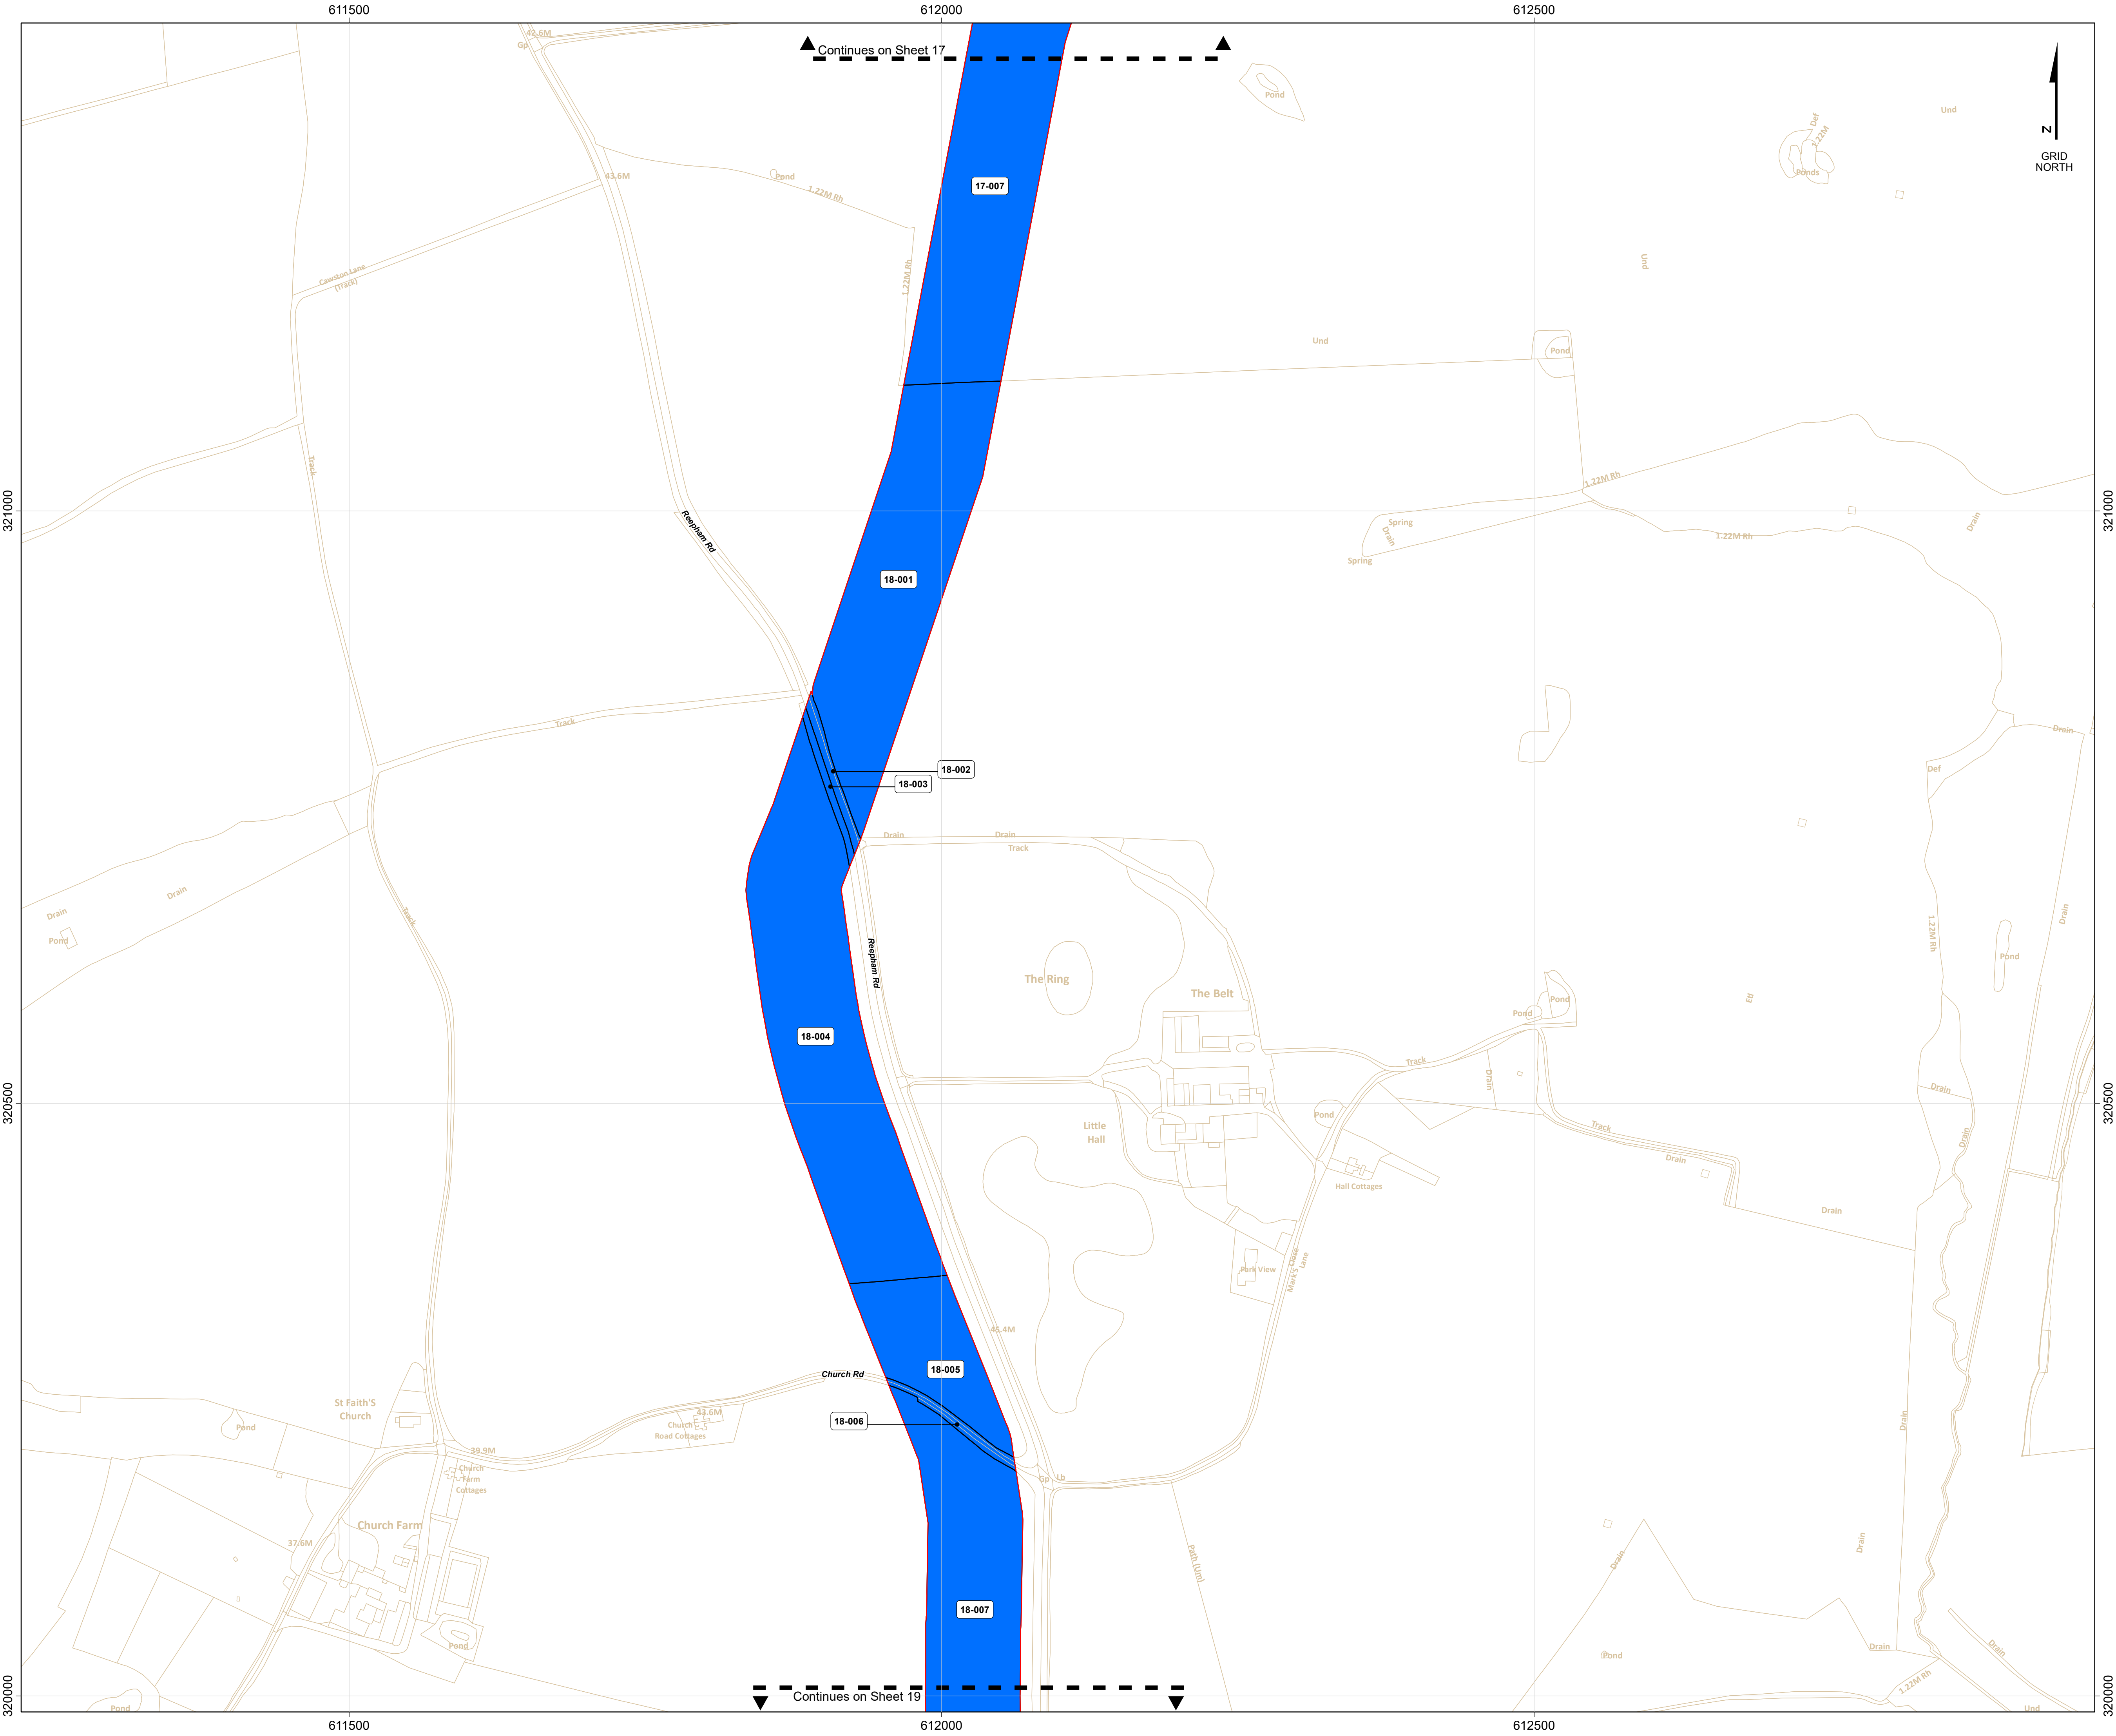 611500
612000
612500
42.6M
Gp
Continues on Sheet 17
Pond
Und
Def
1.22M
Ponds
N
GRID
NORTH
43.6M
Pond
1.22M Rh
17-007
Cawston Lane
(Track)
1.22M Rh
Und
Und
Pond
Track
1.22M Rh
321000
321000
Reepham Rd
Spring
Drain
Spring
1.22M Rh
Drain
18-001
Track
Drain
18-002
18-003
Def
Drain
Drain
Track
Drain
Drain
Pond
Track
1.22M Rh
Drain
Pond
Reepham Rd
The Ring
The Belt
Etl
Pond
Pond
18-004
Track
Drain
Drain
320500
320500
Little
Hall
Pond
Track
Drain
Drain
Hall Cottages
Drain
Park View
Mark'S Close
Lane
45.4M
18-005
Church Rd
St Faith'S
Church
Pond
43.6M
Church
Road Cottages
18-006
Drain
39.9M
Church
Farm
Cottages
Gp
Lb
Church Farm
37.6M
Path (Um)
Drain
Drain
18-007
Pond
Pond
Drain
Drain
1.22M Rh
320000
320000
Continues on Sheet 19
Pond
Und
611500
612000
612500